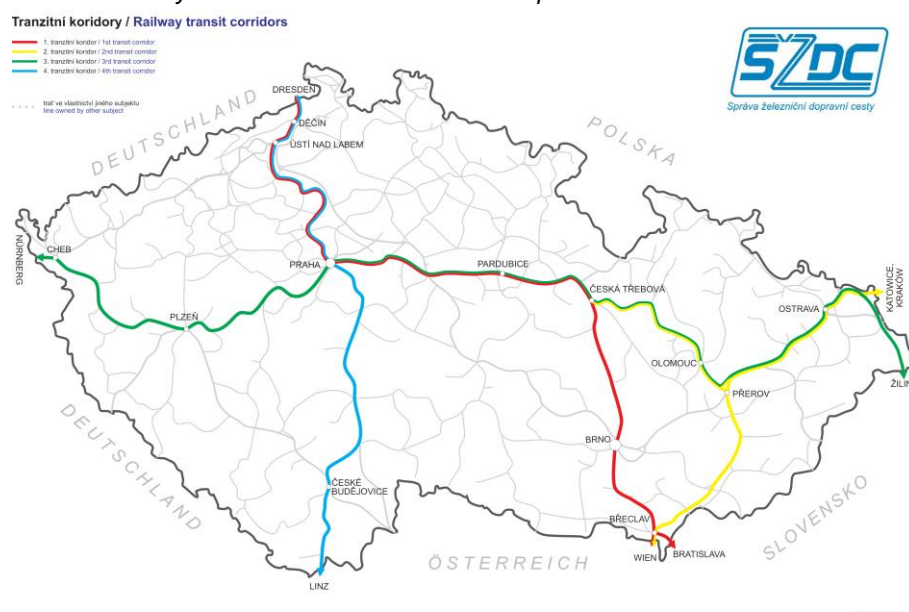 Tranzitní koridory / Railway transit corridors
1. tranzitní koridor / 1st transit corridor
2. tranzitní koridor / 2nd transit corridor
3. tranzitní koridor / 3rd transit corridor
4. tranzitní koridor / 4th transit corridor
trať ve vlastnictví jiného subjektu
line owned by other subject
SŽDC
Správa železniční dopravní cesty
DEUTSCHLAND
DRESDEN
DĚČÍN
ÚSTÍ NAD LABEM
POLSKA
NÜRNBERG
CHEB
PRAHA
PARDUBICE
ČESKÁ TŘEBOVÁ
KATOWICE,
KRAKÓW
OSTRAVA
PLZEŇ
OLOMOUC
PŘEROV
ŽILIN
DEUTSCHLAND
BRNO
ČESKÉ
BUDĚJOVICE
BŘECLAV
SLOVENSKO
WIEN
BRATISLAVA
ÖSTERREICH
LINZ